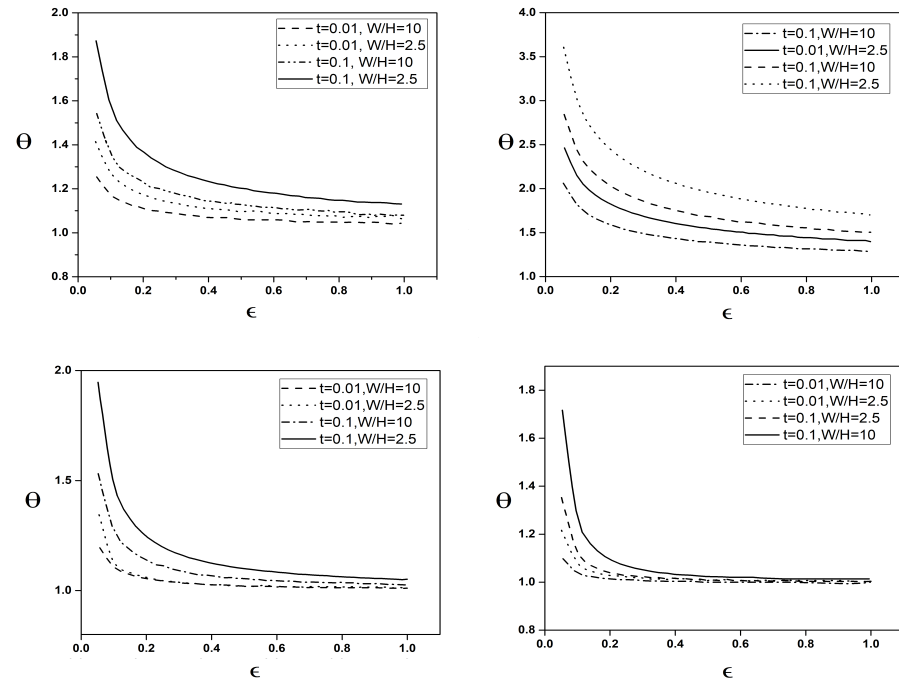 2.0
t=0.01, W/H=10
t=0.01, W/H=2.5
t=0.1, W/H=10
t=0.1, W/H=2.5
1.8
1.6
1.4
1.2
1.0
0.8
Θ
0.0 0.2 0.4 0.6 0.8 1.0
ϵ
4.0
t=0.1,W/H=10
t=0.01,W/H=2.5
t=0.1,W/H=10
t=0.1,W/H=2.5
3.5
3.0
2.5
2.0
1.5
1.0
Θ
0.0 0.2 0.4 0.6 0.8 1.0
ϵ
2.0
t=0.01,W/H=10
t=0.01,W/H=2.5
t=0.1,W/H=10
t=0.1,W/H=2.5
1.5
1.0
Θ
0.0 0.2 0.4 0.6 0.8 1.0
ϵ
1.8
t=0.01,W/H=10
t=0.01,W/H=2.5
t=0.1,W/H=2.5
t=0.1,W/H=10
1.6
1.4
1.2
1.0
0.8
Θ
0.0 0.2 0.4 0.6 0.8 1.0
ϵ